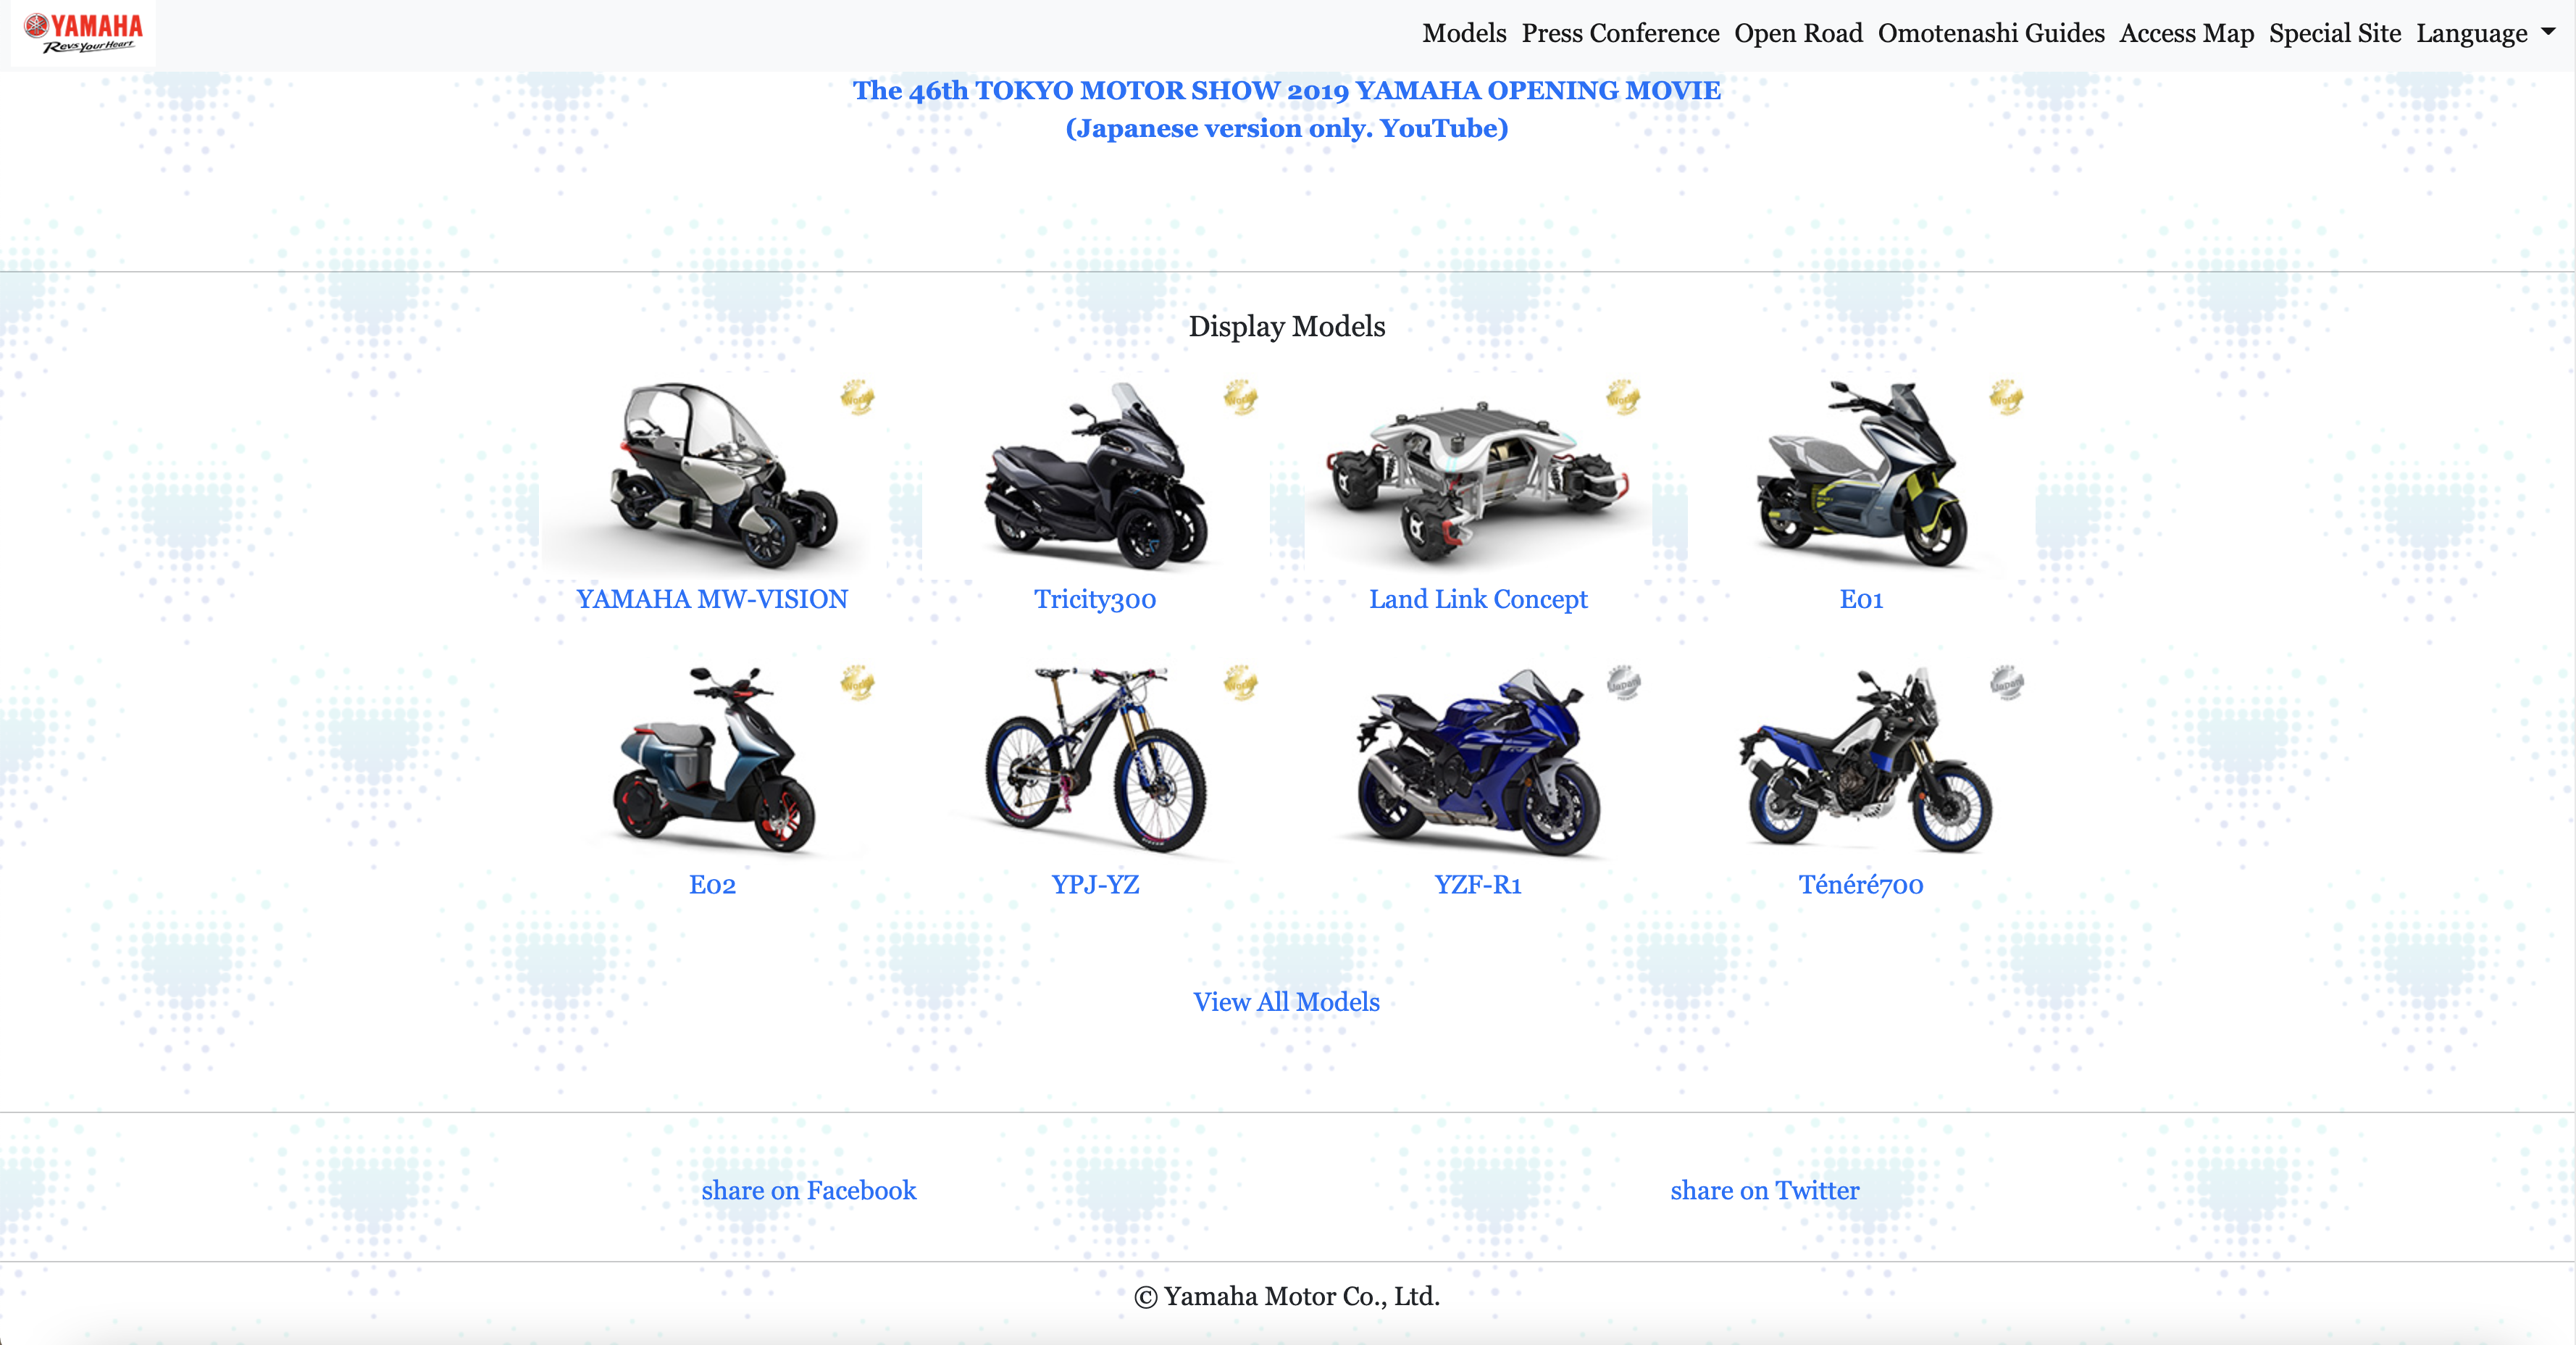 YAMAHA
Revs Your Heart
Models Press Conference Open Road Omotenashi Guides Access Map Special Site Language
The 46th TOKYO MOTOR SHOW 2019 YAMAHA OPENING MOVIE
(Japanese version only. YouTube)
Display Models
World World World World
YAMAHA MW-VISION Tricity300 Land Link Concept E01
World World Japan Japan
E02 YPJ-YZ YZF-R1 Ténéré700
View All Models
share on Facebook share on Twitter
© Yamaha Motor Co., Ltd.